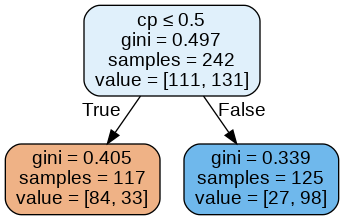 cp ≤ 0.5
gini = 0.497
samples = 242
value = [111, 131]
True
False
gini = 0.405
samples = 117
value = [84, 33]
gini = 0.339
samples = 125
value = [27, 98]